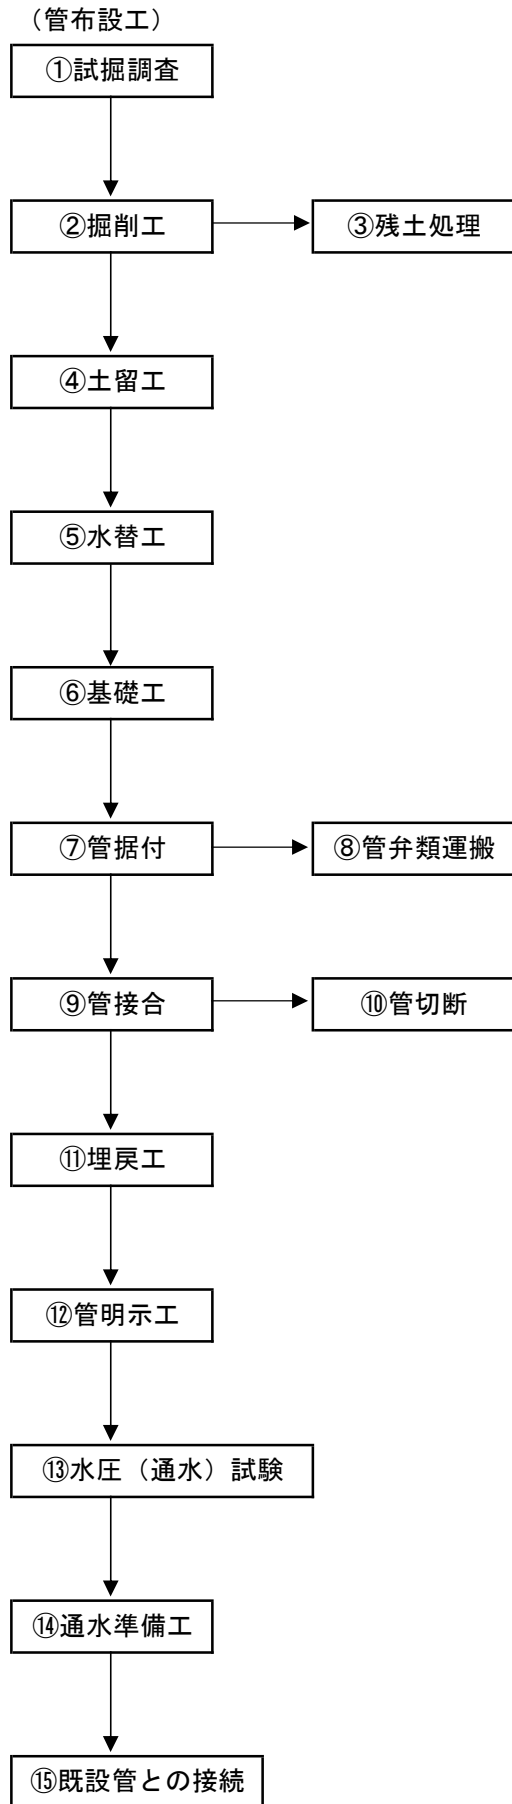 （管布設工）
①試掘調査
②掘削工
③残土処理
④土留工
⑤水替工
⑥基礎工
⑦管据付
⑧管弁類運搬
⑨管接合
⑩管切断
⑪埋戻工
⑫管明示工
⑬水圧（通水）試験
⑭通水準備工
⑮既設管との接続